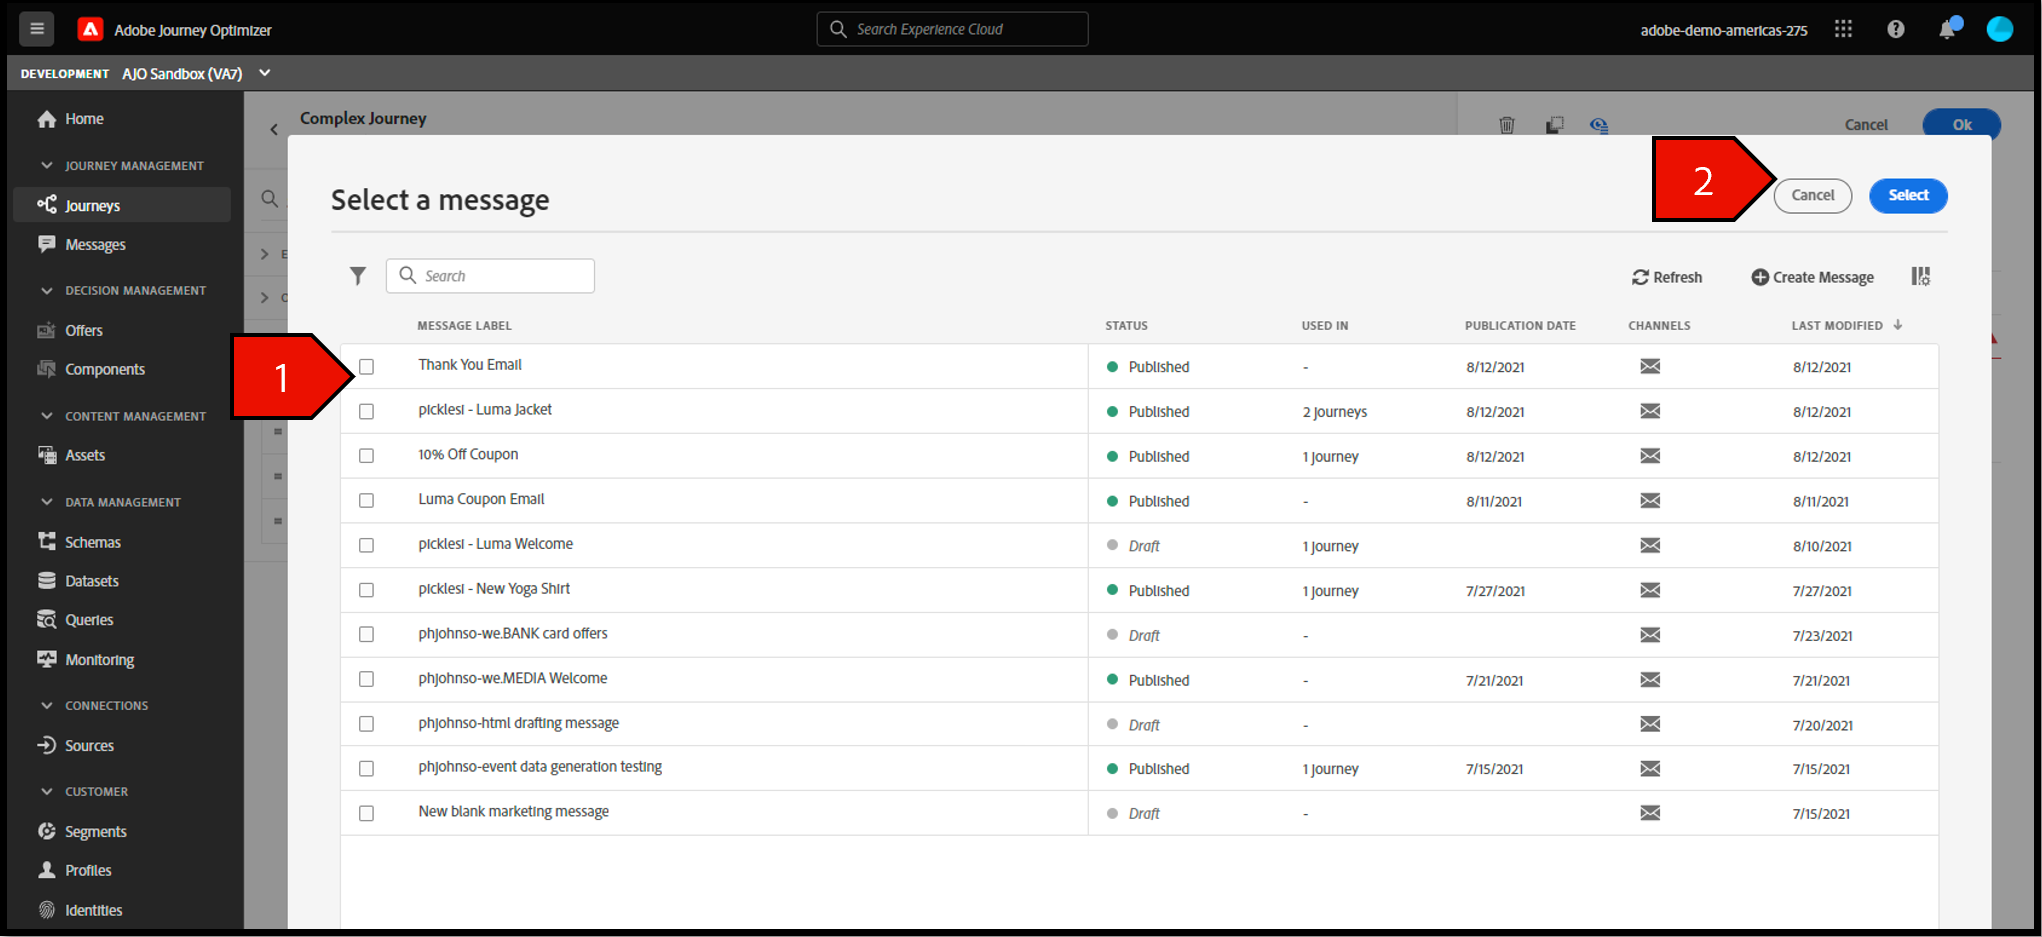 Adobe Journey Optimizer
Search Experience Cloud
adobe-demo-americas-275
DEVELOPMENT AJO Sandbox (VA7)
Home
JOURNEY MANAGEMENT
Journeys
Messages
DECISION MANAGEMENT
Offers
Components
CONTENT MANAGEMENT
Assets
DATA MANAGEMENT
Schemas
Datasets
Queries
Monitoring
CONNECTIONS
Sources
CUSTOMER
Segments
Profiles
Identities
Complex Journey
Cancel Ok
Select a message
2
Cancel Select
Search
Refresh Create Message
MESSAGE LABEL STATUS USED IN PUBLICATION DATE CHANNELS LAST MODIFIED
1
Thank You Email Published - 8/12/2021 8/12/2021
picklesi - Luma Jacket Published 2 journeys 8/12/2021 8/12/2021
10% Off Coupon Published 1 journey 8/12/2021 8/12/2021
Luma Coupon Email Published - 8/11/2021 8/11/2021
picklesi - Luma Welcome Draft 1 journey 8/10/2021
picklesi - New Yoga Shirt Published 1 journey 7/27/2021 7/27/2021
phjohnso-we.BANK card offers Draft - 7/23/2021
phjohnso-we.MEDIA Welcome Published - 7/21/2021 7/21/2021
phjohnso-html drafting message Draft - 7/20/2021
phjohnso-event data generation testing Published 1 journey 7/15/2021 7/15/2021
New blank marketing message Draft - 7/15/2021